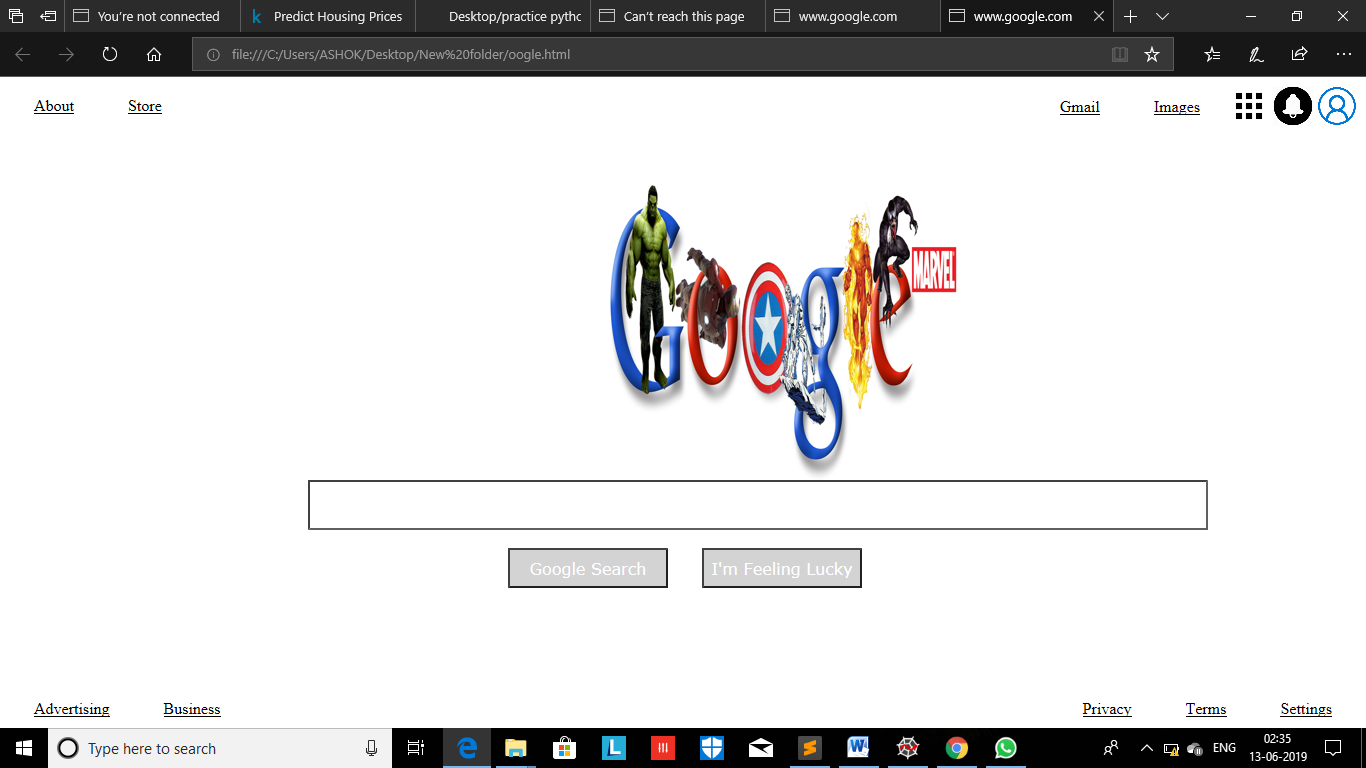 You're not connected
Predict Housing Prices
Desktop/practice pythc
Can't reach this page
www.google.com
www.google.com
file:///C:/Users/ASHOK/Desktop/New%20folder/oogle.html
About Store Gmail Images
Google
MARVEL
Google Search I'm Feeling Lucky
Advertising Business Privacy Terms Settings
Type here to search
ENG
02:35
13-06-2019